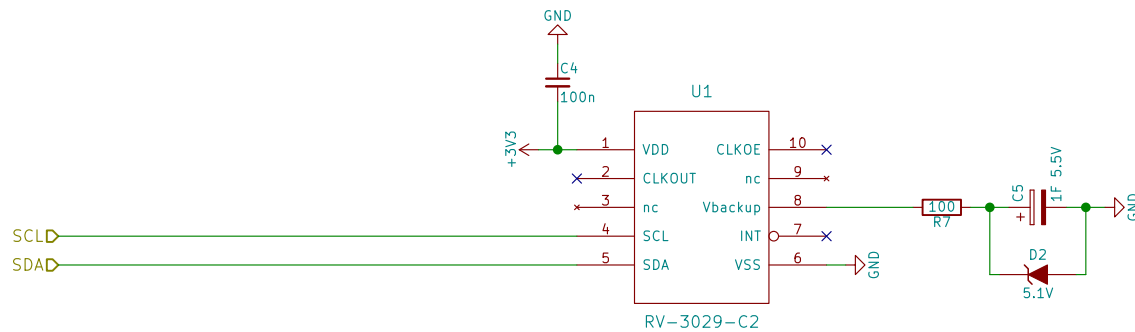 GND
C4
100n
U1
+3V3
1 VDD CLKOE 10
2 CLKOUT nc 9
3 nc Vbackup 8
SCL 4 SCL INT 7
SDA 5 SDA VSS 6
GND
RV-3029-C2
100
R7
C5
+
1F 5.5V
GND
D2
5.1V